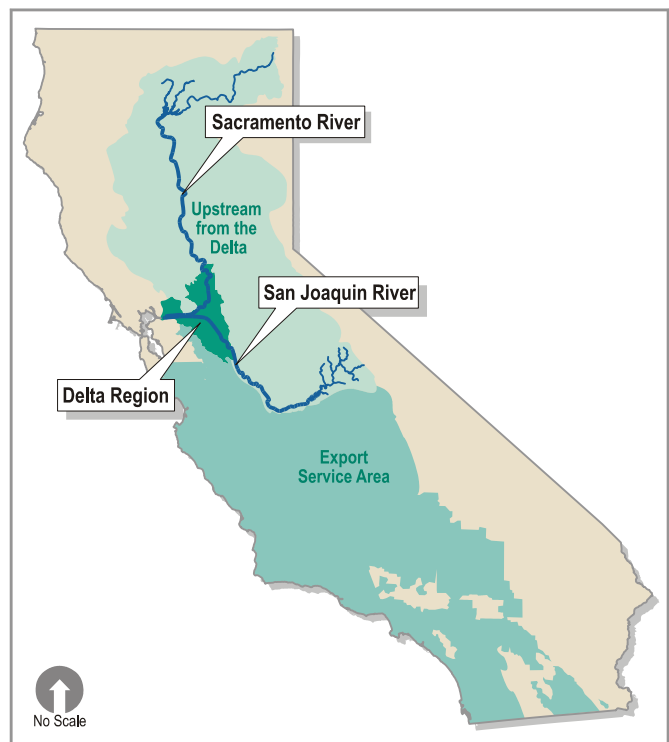 Sacramento River
Upstream
from the
Delta
San Joaquin River
Delta Region
Export
Service Area
No Scale